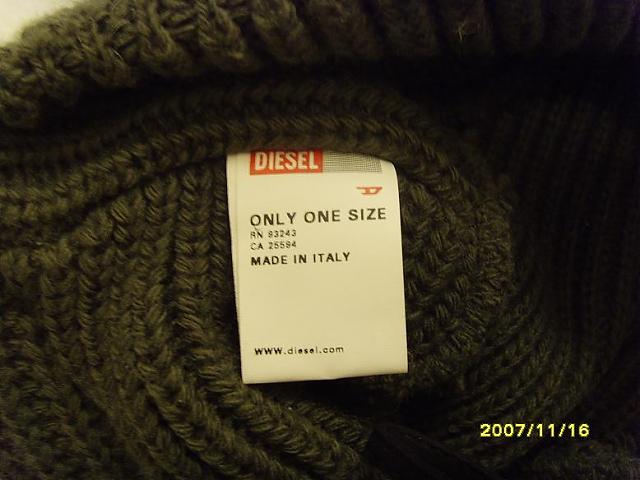 DIESEL
ONLY ONE SIZE
RN 93243
CA 25594
MADE IN ITALY
www.diesel.com
2007/11/16